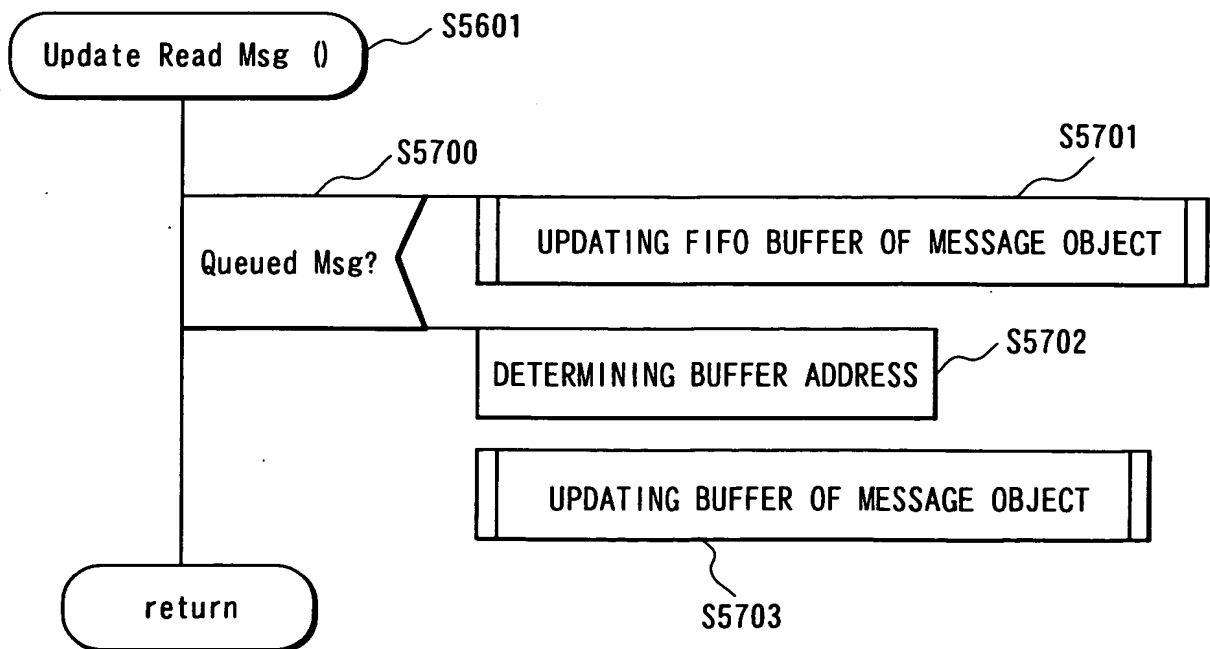 S5601
Update Read Msg ()
S5700
S5701
Queued Msg?
UPDATING FIFO BUFFER OF MESSAGE OBJECT
S5702
DETERMINING BUFFER ADDRESS
UPDATING BUFFER OF MESSAGE OBJECT
S5703
return